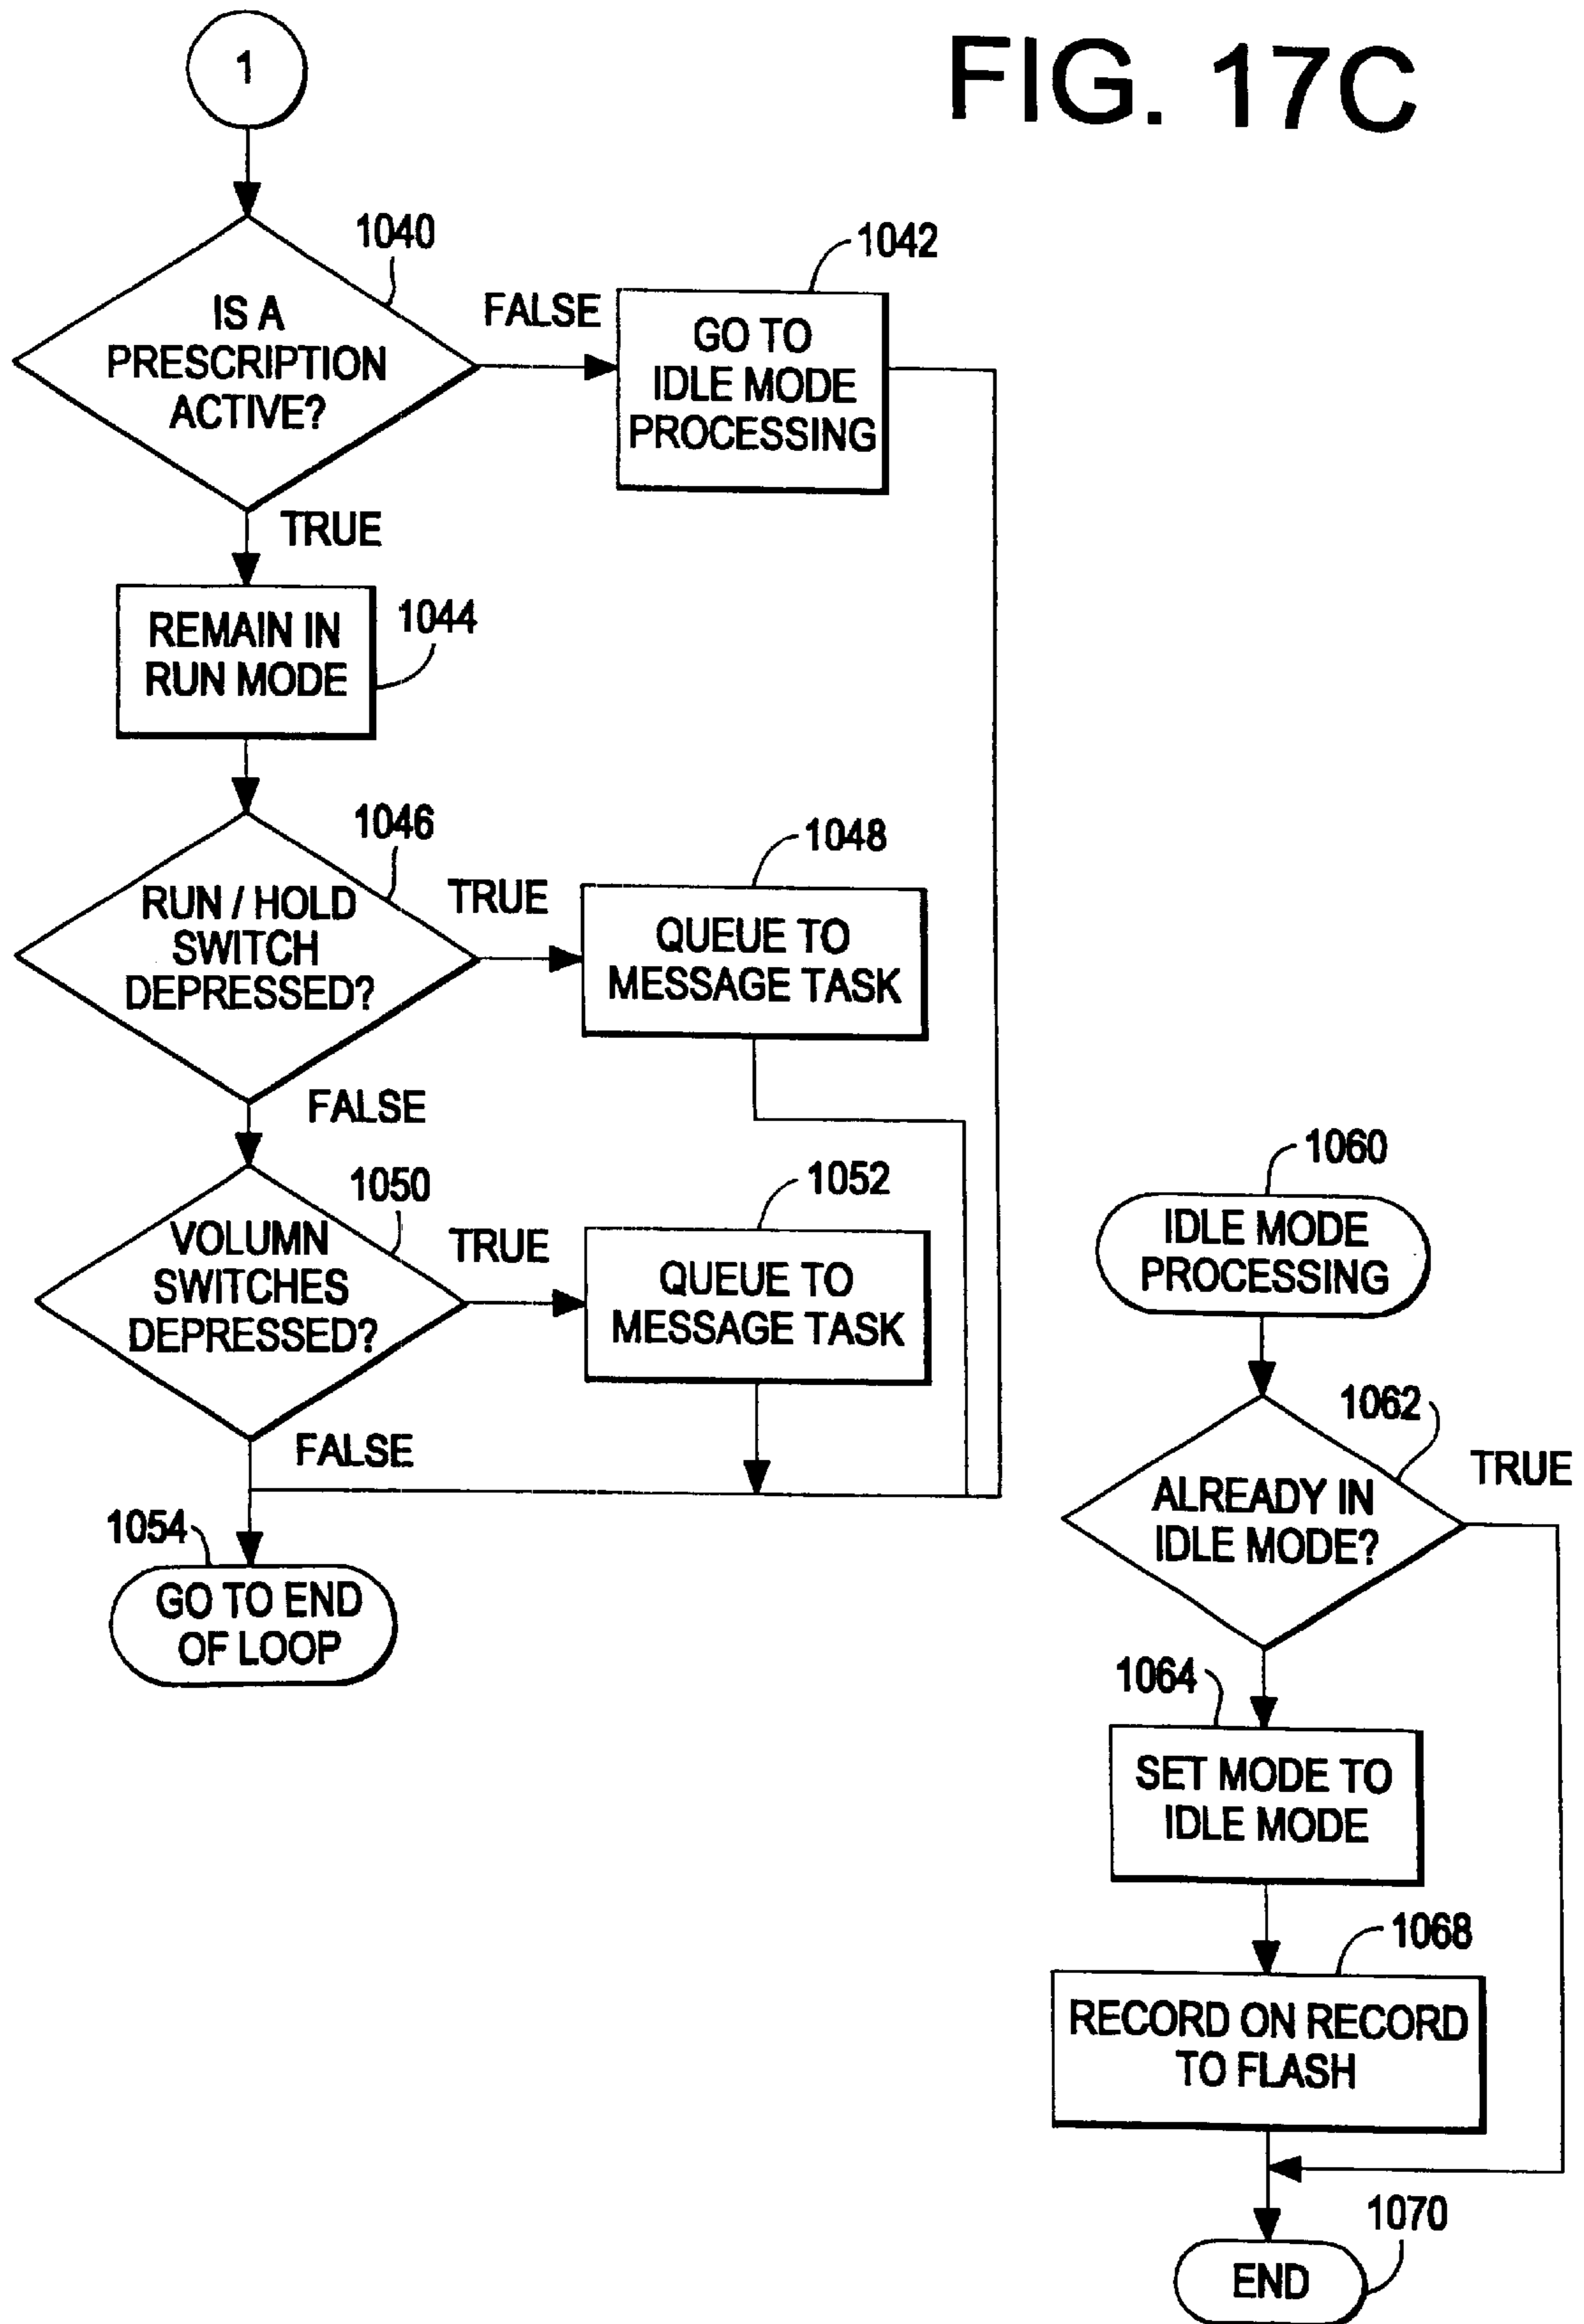 FIG. 17C
1
1040
IS A
PRESCRIPTION
ACTIVE?
FALSE
1042
GO TO
IDLE MODE
PROCESSING
TRUE
REMAIN IN
RUN MODE
1044
1046
RUN / HOLD
SWITCH
DEPRESSED?
TRUE
1048
QUEUE TO
MESSAGE TASK
FALSE
1050
VOLUMN
SWITCHES
DEPRESSED?
TRUE
1052
QUEUE TO
MESSAGE TASK
FALSE
1054
GO TO END
OF LOOP
1060
IDLE MODE
PROCESSING
1062
ALREADY IN
IDLE MODE?
TRUE
1064
SET MODE TO
IDLE MODE
1068
RECORD ON RECORD
TO FLASH
1070
END